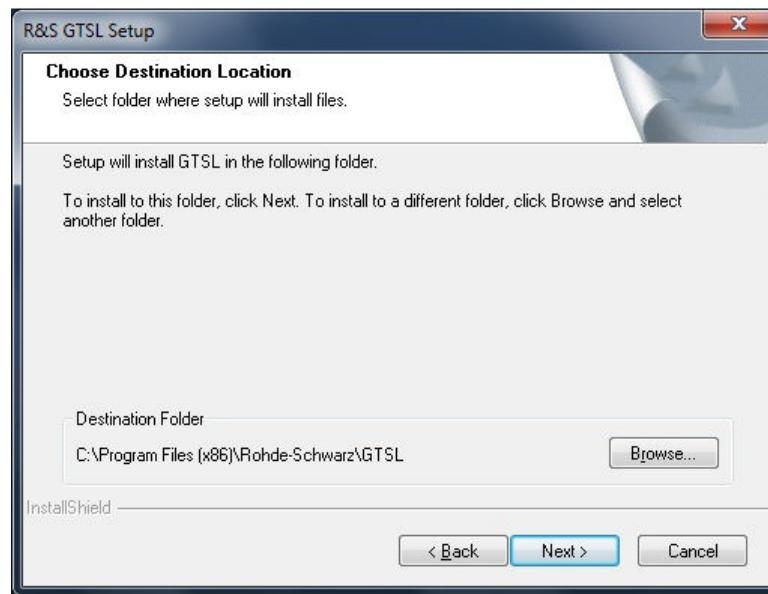 R&S GTSL Setup
Choose Destination Location
Select folder where setup will install files.
Setup will install GTSL in the following folder.
To install to this folder, click Next. To install to a different folder, click Browse and select
another folder.
Destination Folder
C:\Program Files (x86)\Rohde-Schwarz\GTSL
Browse...
InstallShield
< Back
Next >
Cancel